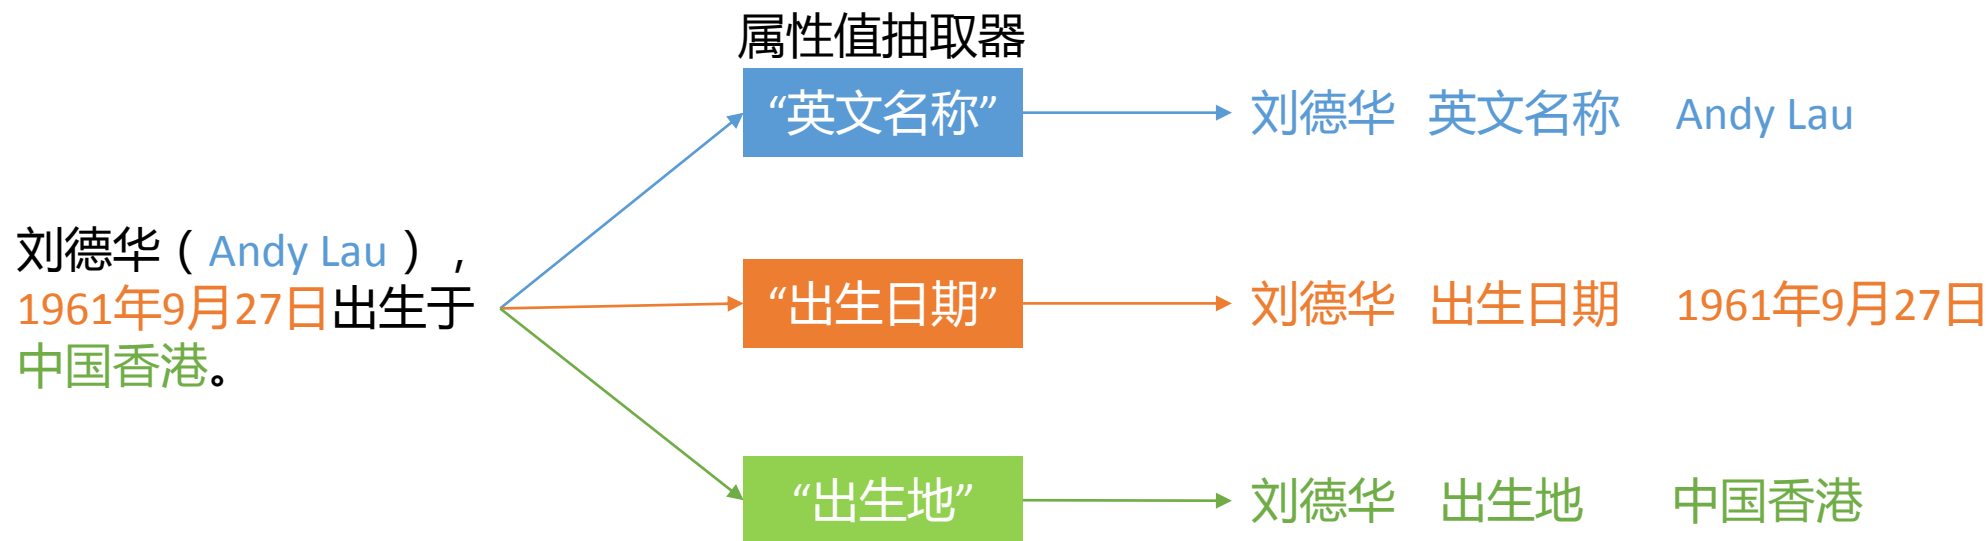 属性值抽取器
“英文名称”
刘德华 英文名称 Andy Lau
刘德华（Andy Lau），
1961年9月27日出生于
中国香港。
“出生日期”
刘德华 出生日期 1961年9月27日
“出生地”
刘德华 出生地 中国香港